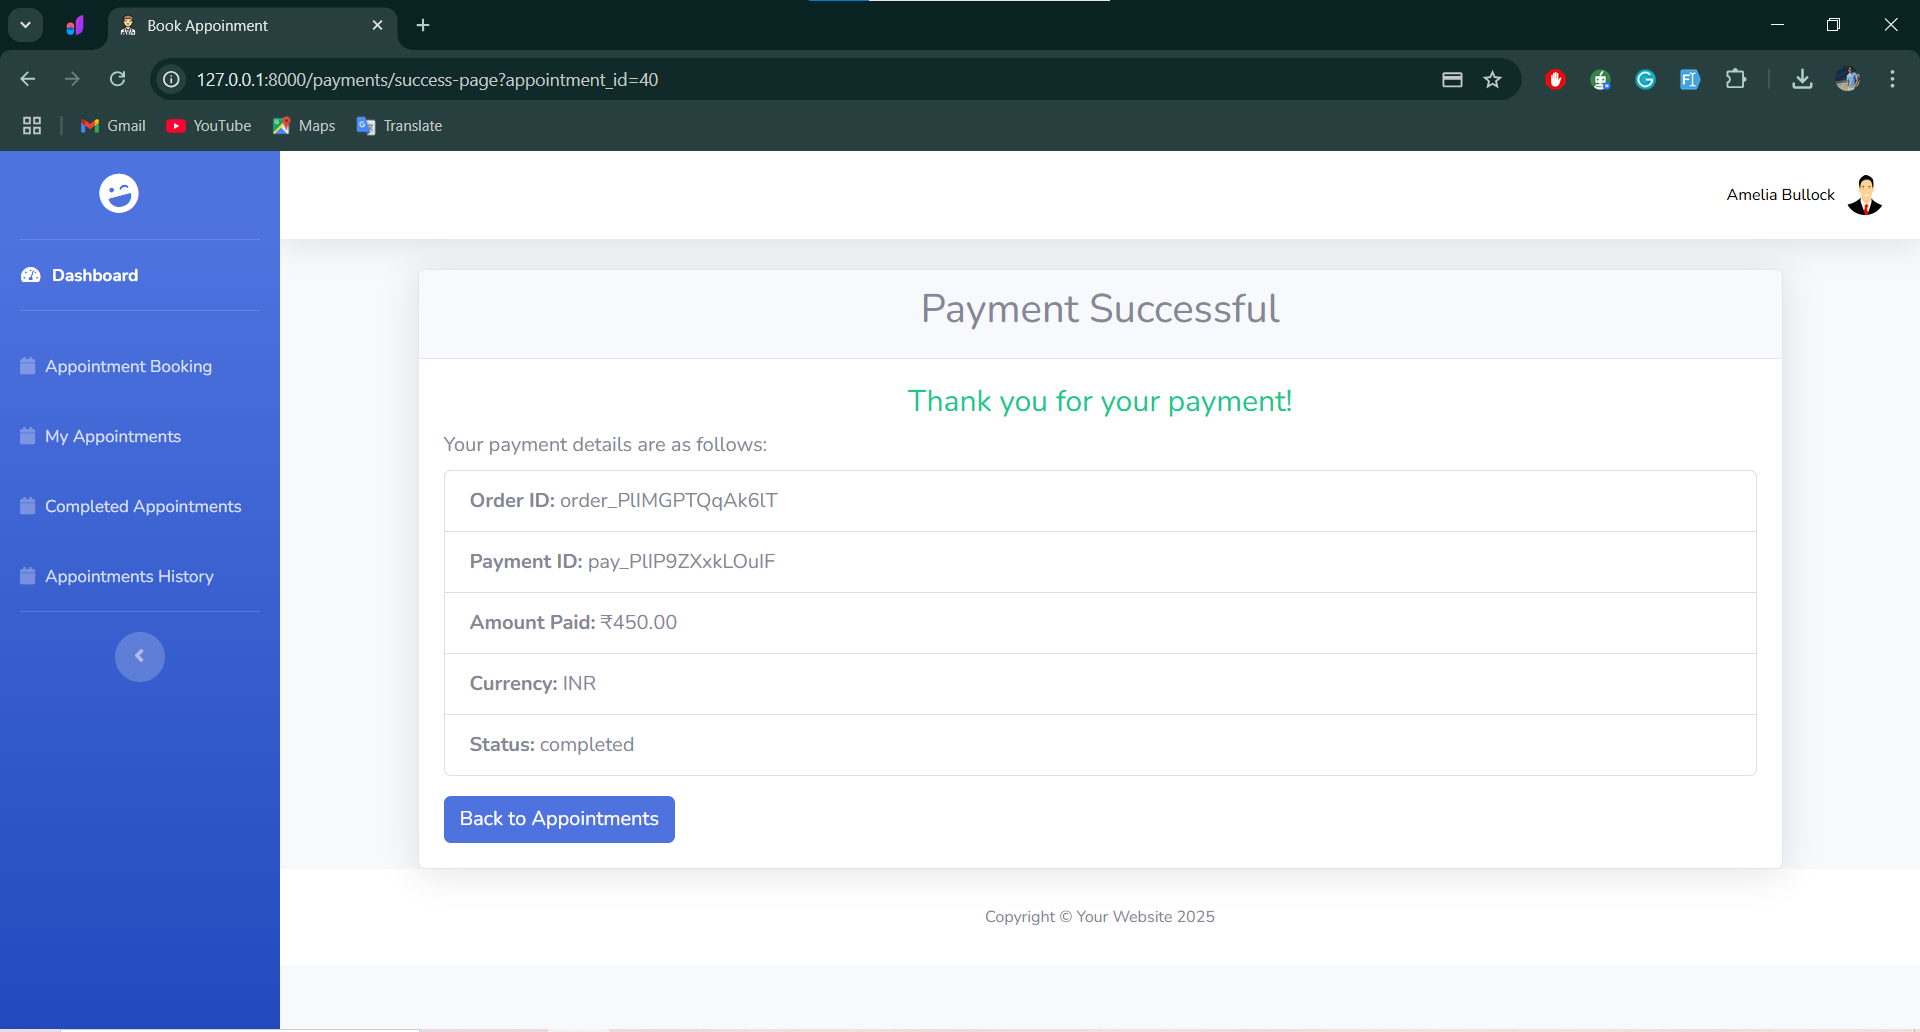 Book Appoinment
127.0.0.1:8000/payments/success-page?appointment_id=40
Gmail
YouTube
Maps
Translate
Amelia Bullock
Dashboard
Appointment Booking
My Appointments
Completed Appointments
Appointments History
Payment Successful
Thank you for your payment!
Your payment details are as follows:
Order ID: order_PlIMGPTQqAk6lT
Payment ID: pay_PlIP9ZXxkLOuIF
Amount Paid: ₹450.00
Currency: INR
Status: completed
Back to Appointments
Copyright © Your Website 2025